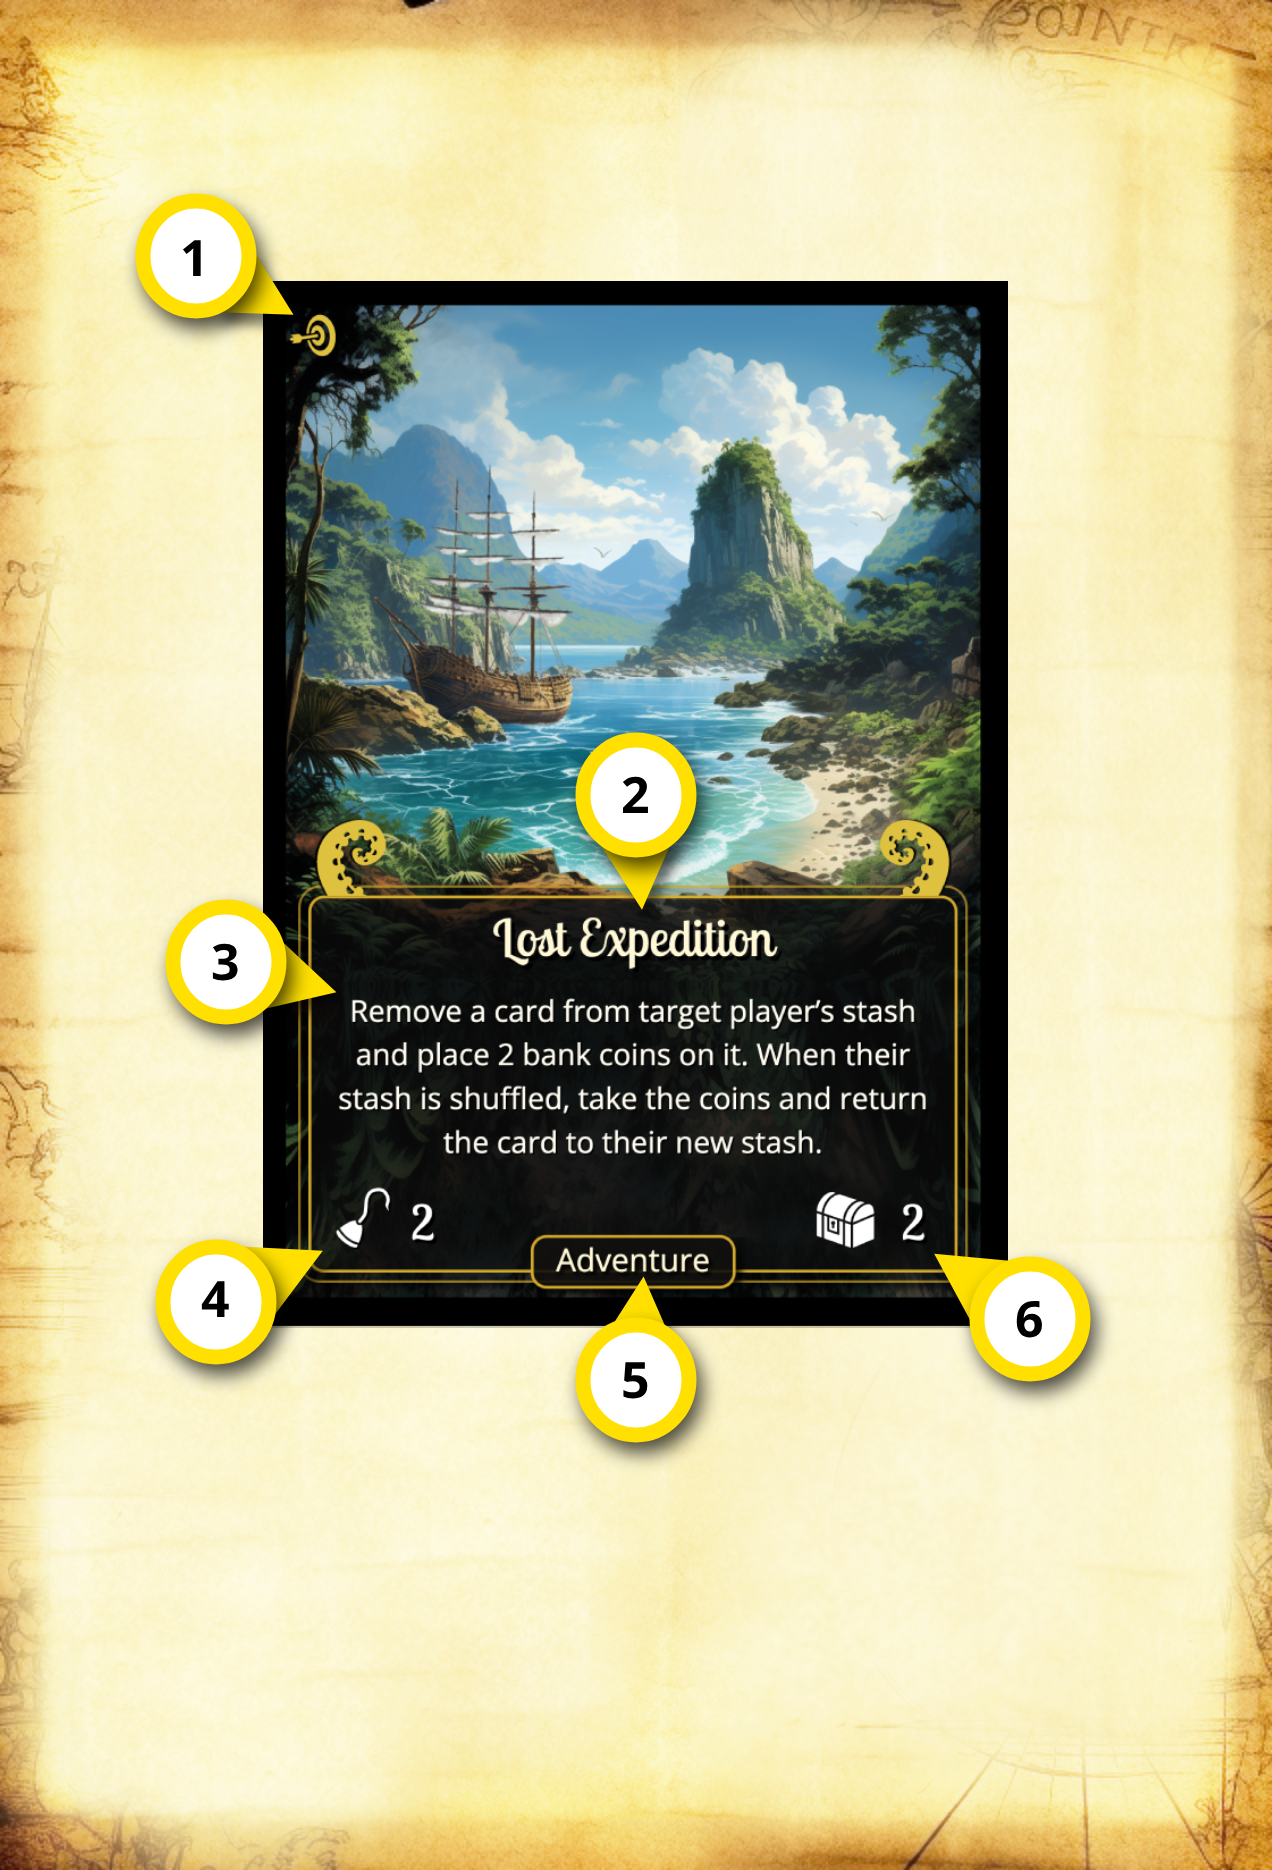 1
2
Lost Expedition
3
Remove a card from target player’s stash
and place 2 bank coins on it. When their
stash is shuffled, take the coins and return
the card to their new stash.
2
2
Adventure
4
5
6